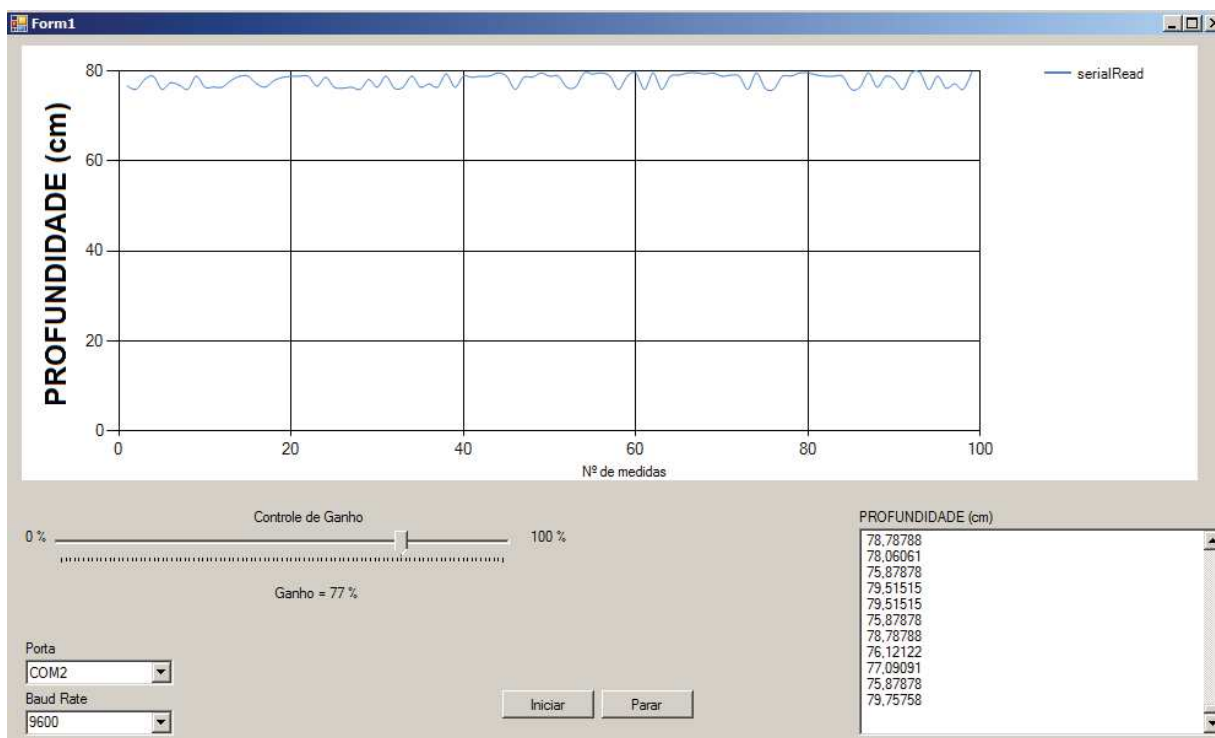 Form1
PROFUNDIDADE (cm)
80
60
40
20
0
0 20 40 60 80 100
Nº de medidas
serialRead
Controle de Ganho
0 % 100 %
Ganho = 77 %
Porta
COM2
Baud Rate
9600
Iniciar Parar
PROFUNDIDADE (cm)
78,78788
78,06061
75,87878
79,51515
79,51515
75,87878
78,78788
76,12122
77,09091
75,87878
79,75758